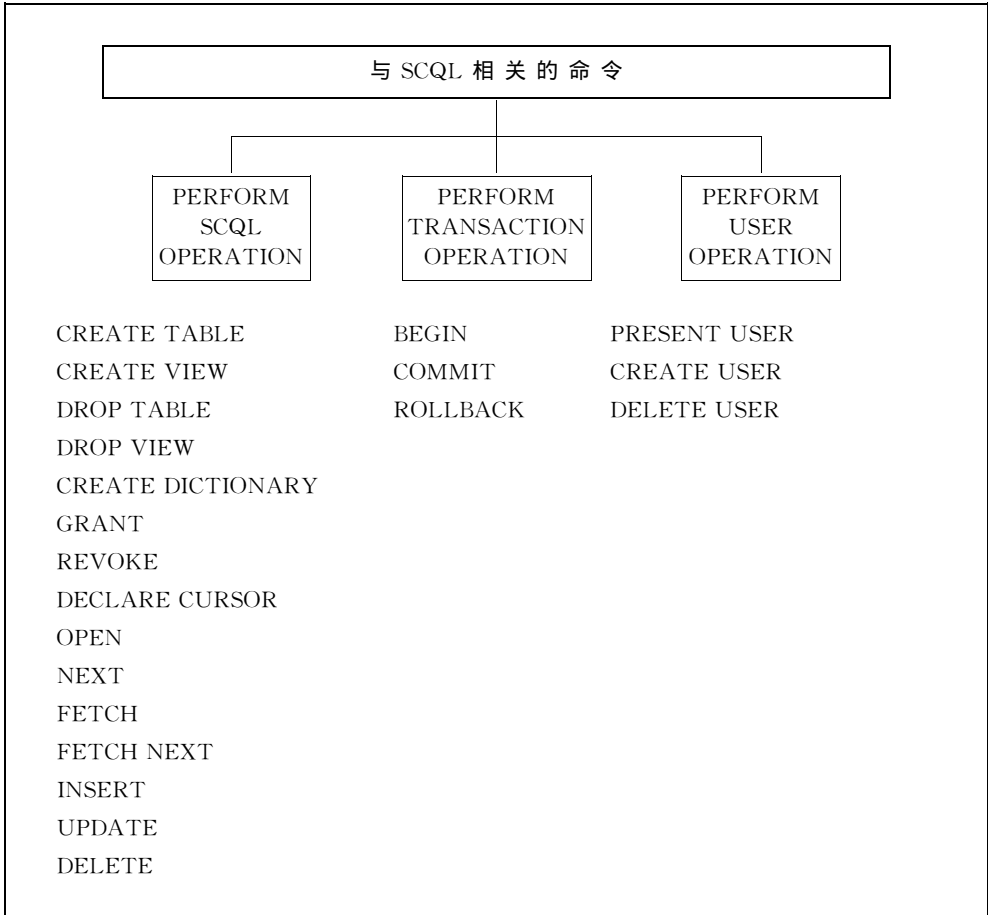 与 SCQL 相关的命令
PERFORM
SCQL
OPERATION
PERFORM
TRANSACTION
OPERATION
PERFORM
USER
OPERATION
CREATE TABLE
CREATE VIEW
DROP TABLE
DROP VIEW
CREATE DICTIONARY
GRANT
REVOKE
DECLARE CURSOR
OPEN
NEXT
FETCH
FETCH NEXT
INSERT
UPDATE
DELETE
BEGIN
COMMIT
ROLLBACK
PRESENT USER
CREATE USER
DELETE USER